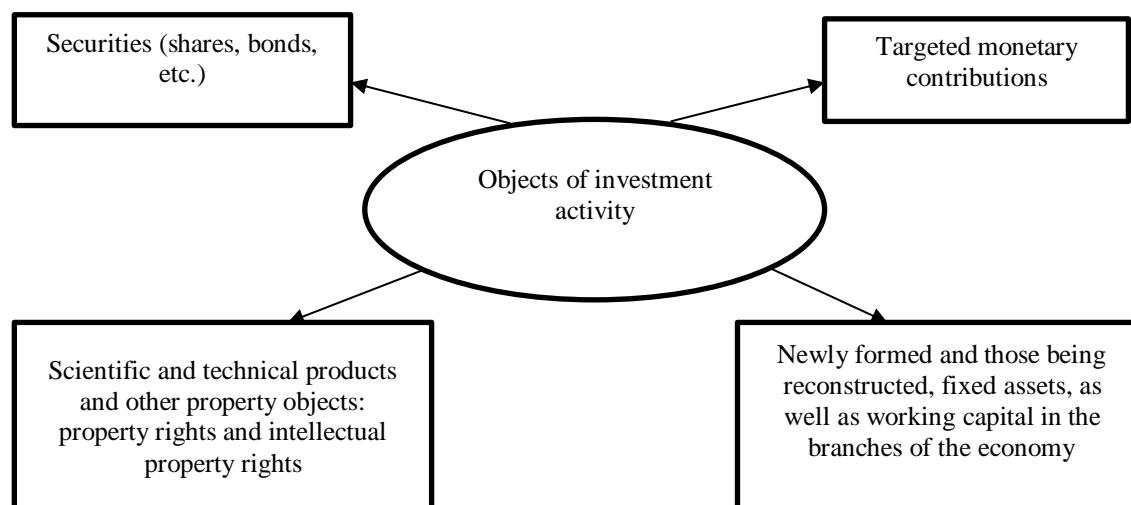 Securities (shares, bonds,
etc.)
Targeted monetary
contributions
Objects of investment
activity
Scientific and technical products
and other property objects:
property rights and intellectual
property rights
Newly formed and those being
reconstructed, fixed assets, as
well as working capital in the
branches of the economy